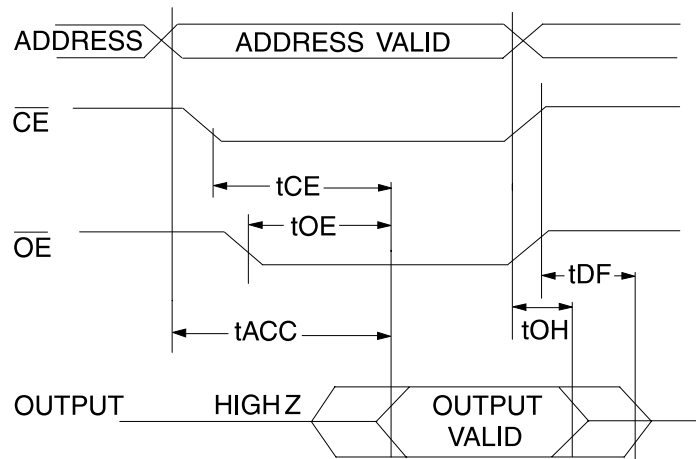 ADDRESS ADDRESS VALID
CE
tCE
tOE
OE
tDF
tACC
tOH
OUTPUT HIGH Z OUTPUT
VALID